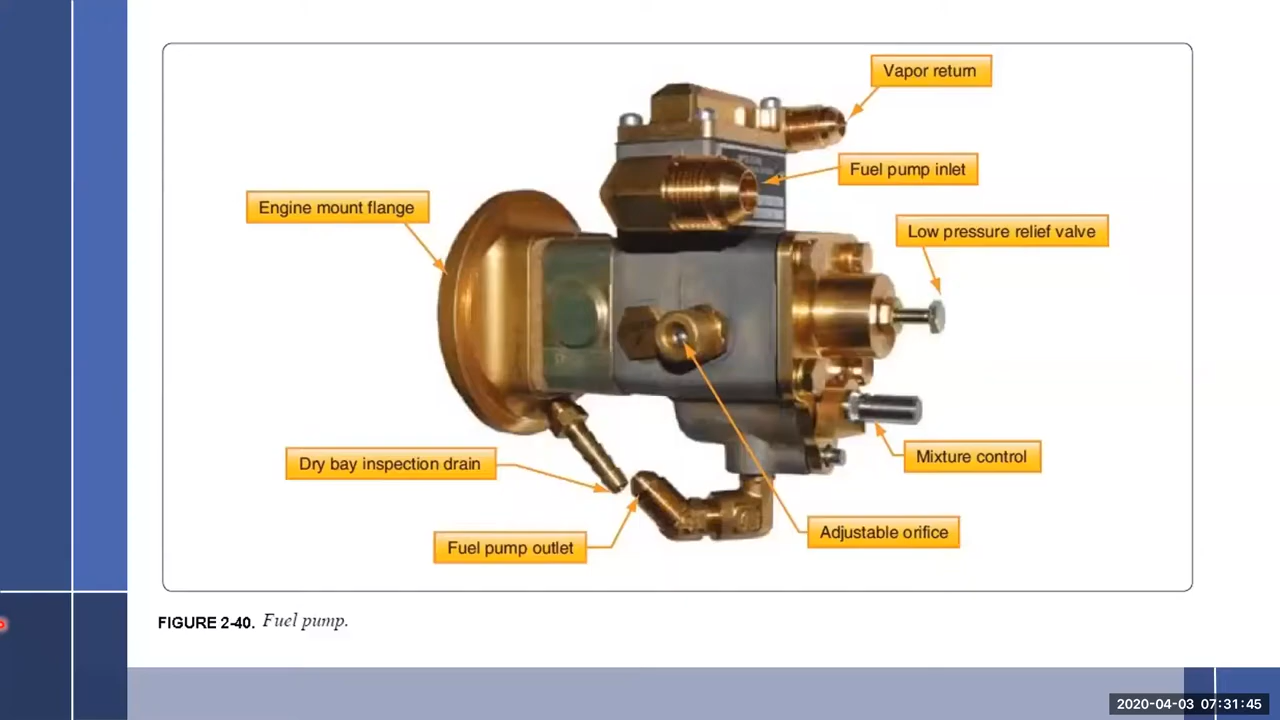 Vapor return
Fuel pump inlet
Engine mount flange
Low pressure relief valve
Mixture control
Dry bay inspection drain
Adjustable orifice
Fuel pump outlet
FIGURE 2-40. Fuel pump.
2020-04-03 07:31:45